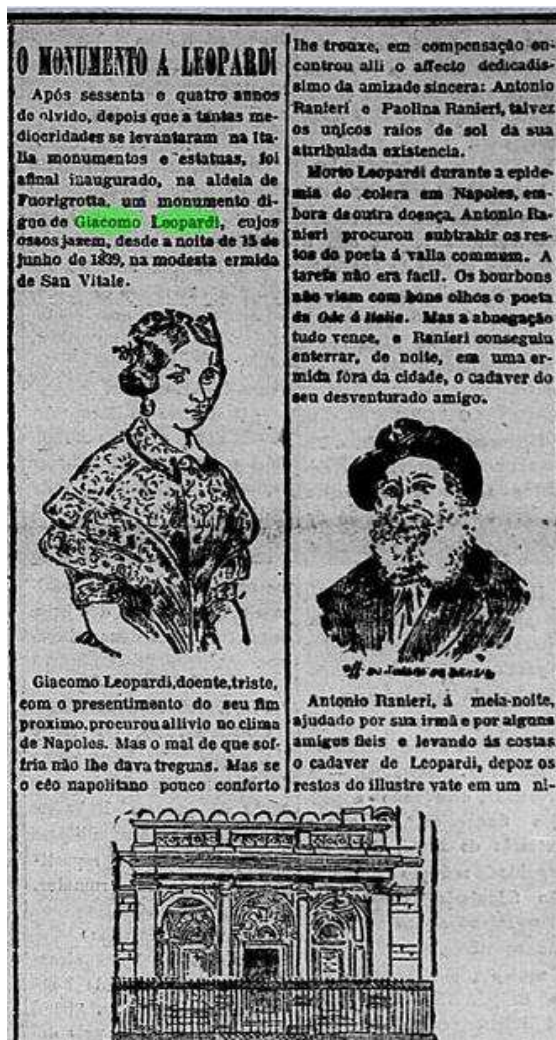 O MONUMENTO A LEOPARDI
Após sessenta e quatro annos
de olvido, depois que a tantas me-
diocridades se levantaram na Ita-
lia monumentos e estatuas, foi
afinal inaugurado, na aldeia de
Fuorigrotta, um monumento di-
gno de Giacomo Leopardi, cujos
ossos jazem, desde a noite de 15 de
junho de 1839, na modesta ermida
de San Vitale.
Giacomo Leopardi, doente, triste,
com o presentimento do seu fim
proximo, procurou allivio no clima
de Napoles. Mas o mal de que sof-
fria não lhe dava treguas. Mas se
o céo napolitano pouco conforto
lhe trouxe, em compensação en-
controu alli o affecto dedicadis-
simo da amizade sincera: Antonio
Ranieri e Paolina Ranieri, talvez
os unicos raios de sol da sua
attribulada existencia.
Morto Leopardi durante a epide-
mia do colera em Napoles, em-
bora de outra doença, Antonio Ra-
nieri procurou subtrahir os res-
tos do poeta á valla commum. A
tarefa não era facil. Os bourbons
não viam com bons olhos o poeta
da Ode á Italia. Mas a abnegação
tudo vence, e Ranieri conseguiu
enterrar, de noite, em uma er-
mida fóra da cidade, o cadaver do
seu desventurado amigo.
Antonio Ranieri, á meia-noite,
ajudado por sua irmã e por alguns
amigos fieis e levando ás costas
o cadaver de Leopardi, depoz os
restos do illustre vate em um ni-